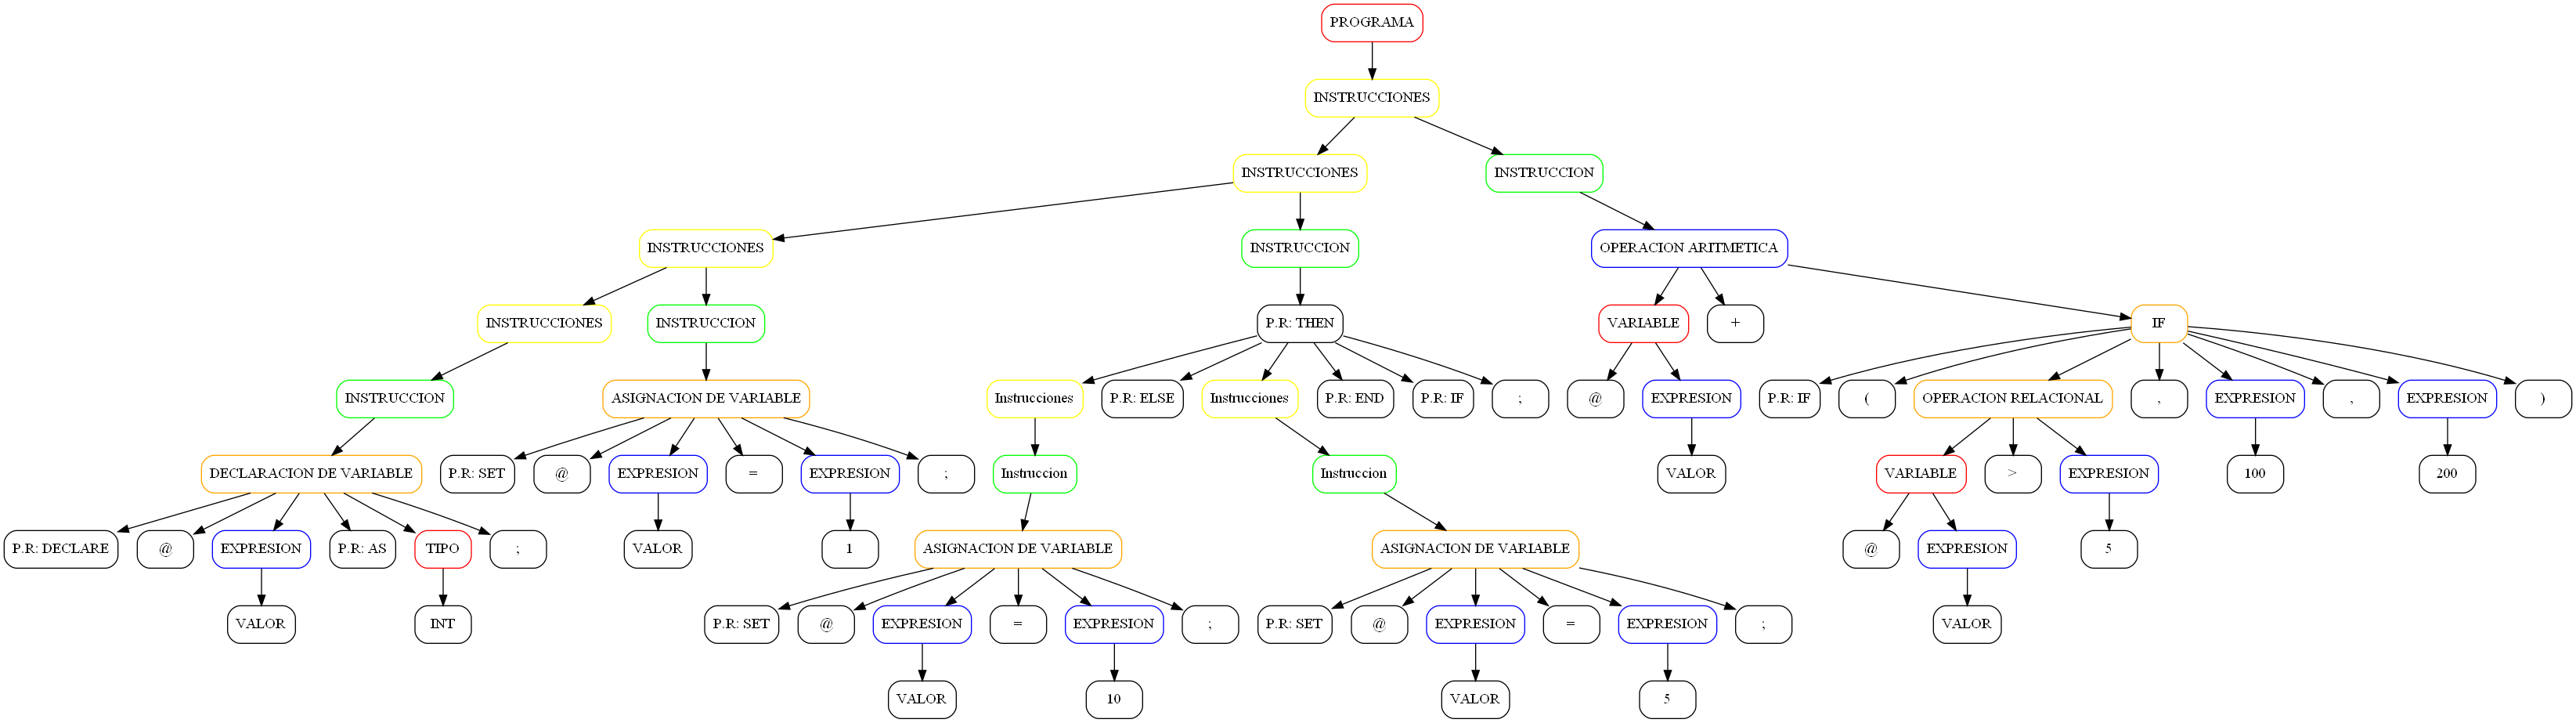 PROGRAMA
INSTRUCCIONES
INSTRUCCIONES INSTRUCCION
INSTRUCCIONES INSTRUCCION OPERACION ARITMETICA
INSTRUCCIONES INSTRUCCION P.R: THEN VARIABLE + IF
INSTRUCCION ASIGNACION DE VARIABLE Instrucciones P.R: ELSE Instrucciones P.R: END P.R: IF ; @ EXPRESION P.R: IF ( OPERACION RELACIONAL , EXPRESION , EXPRESION )
DECLARACION DE VARIABLE P.R: SET @ EXPRESION = EXPRESION ; Instruccion Instruccion VALOR VARIABLE > EXPRESION 100 200
P.R: DECLARE @ EXPRESION P.R: AS TIPO ; VALOR 1 ASIGNACION DE VARIABLE ASIGNACION DE VARIABLE @ EXPRESION 5
VALOR INT P.R: SET @ EXPRESION = EXPRESION ; P.R: SET @ EXPRESION = EXPRESION ; VALOR
VALOR 10 VALOR 5